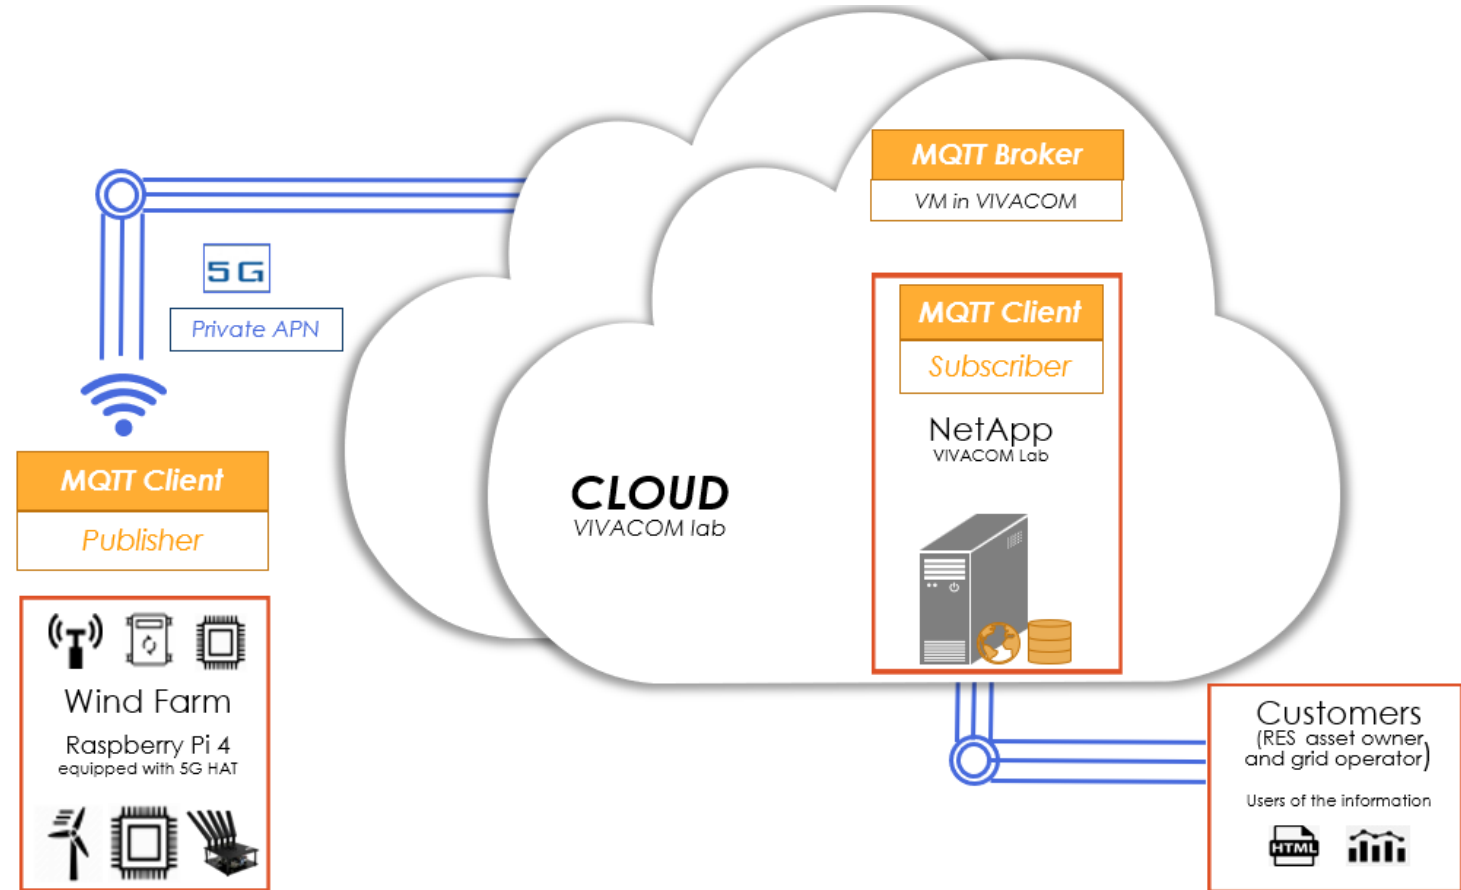 MQTT Broker
VM in VIVACOM
5G
Private APN
MQTT Client
Subscriber
NetApp
VIVACOM Lab
CLOUD
VIVACOM lab
MQTT Client
Publisher
Wind Farm
Raspberry Pi 4
equipped with 5G HAT
Customers
(RES asset owner
and grid operator)
Users of the information
HTML